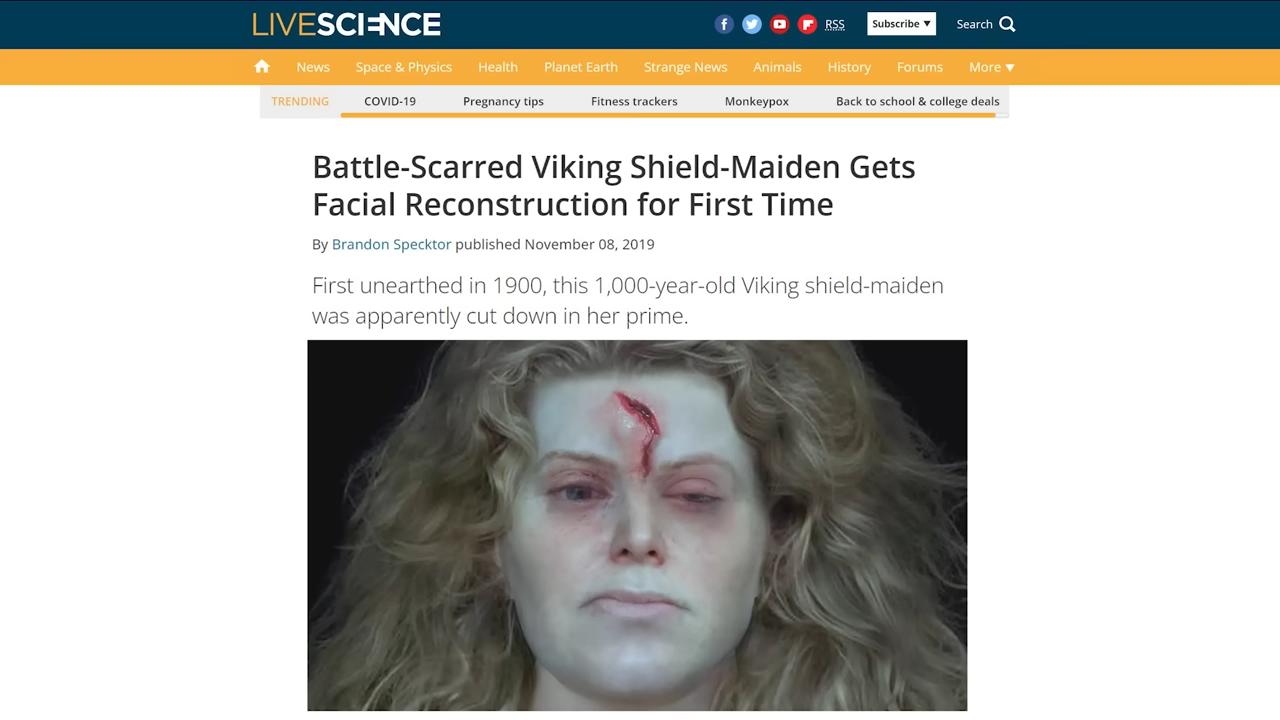 LIVESCIENCE
RSS
Subscribe ▼
Search
News
Space & Physics
Health
Planet Earth
Strange News
Animals
History
Forums
More ▼
TRENDING
COVID-19
Pregnancy tips
Fitness trackers
Monkeypox
Back to school & college deals
Battle-Scarred Viking Shield-Maiden Gets
Facial Reconstruction for First Time
By Brandon Specktor published November 08, 2019
First unearthed in 1900, this 1,000-year-old Viking shield-maiden
was apparently cut down in her prime.